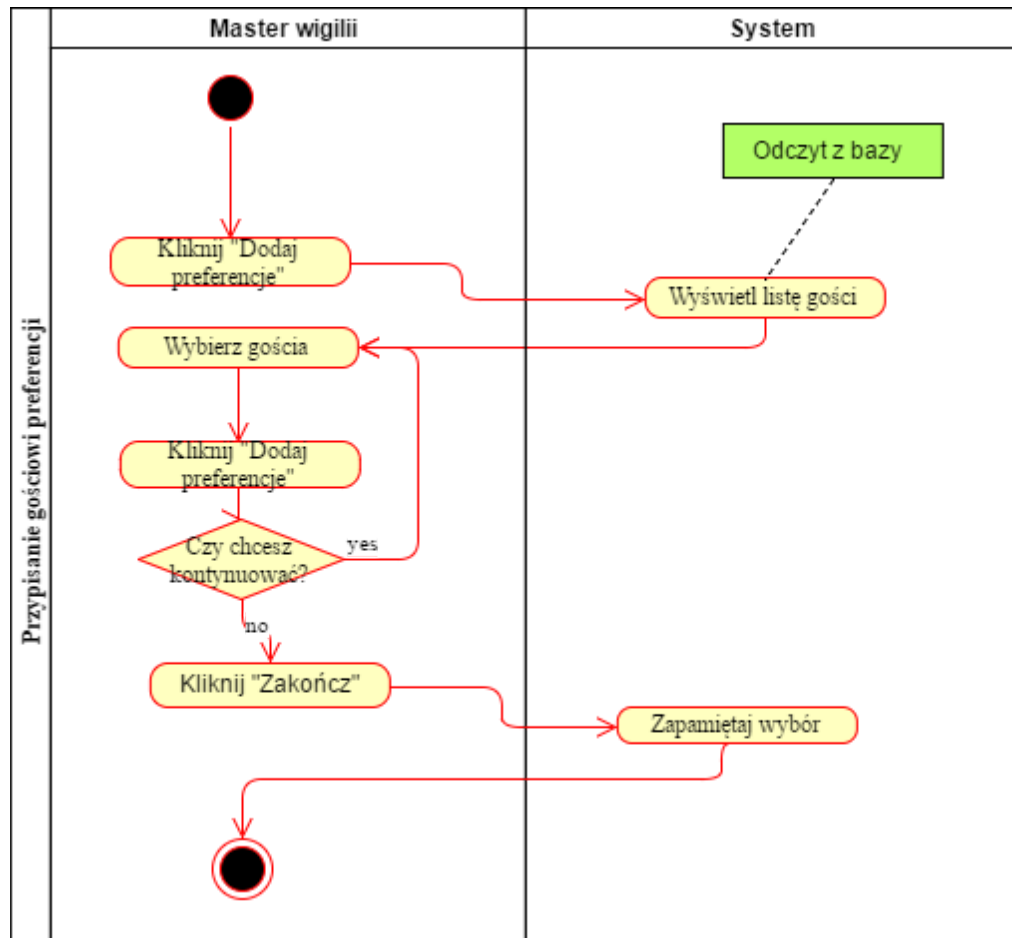 Master wigilii
System
Przypisanie gościowi preferencji
Odczyt z bazy
Kliknij "Dodaj
preferencje"
Wyświetl listę gości
Wybierz gościa
Kliknij "Dodaj
preferencje"
Czy chcesz
kontynuować?
yes
no
Kliknij "Zakończ"
Zapamiętaj wybór